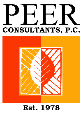 PEER
CONSULTANTS, P.C.
Est. 1978